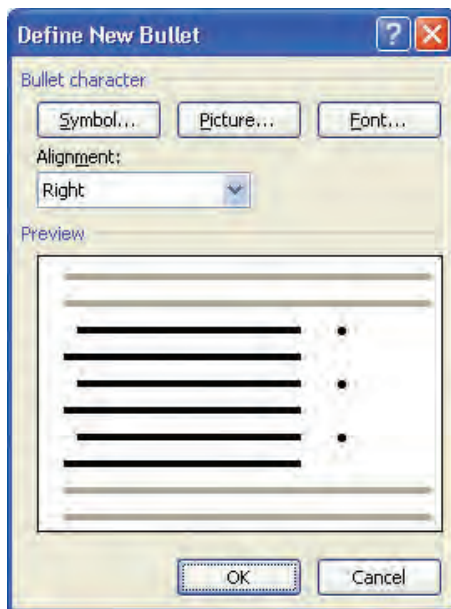 Define New Bullet
Bullet character
Symbol... Picture... Font...
Alignment:
Right
Preview
OK Cancel